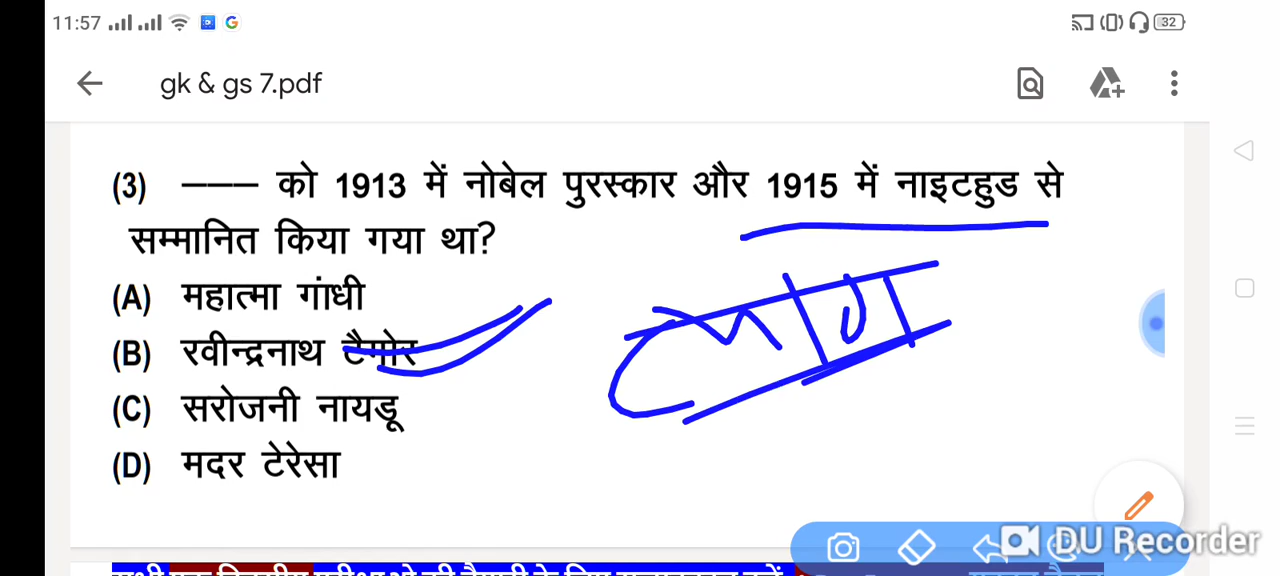 11:57
32
gk & gs 7.pdf
(3) ——— को 1913 में नोबेल पुरस्कार और 1915 में नाइटहुड से
सम्मानित किया गया था?
(A) महात्मा गांधी
(B) रवीन्द्रनाथ टैगोर
(C) सरोजनी नायडू
(D) मदर टेरेसा
DU Recorder